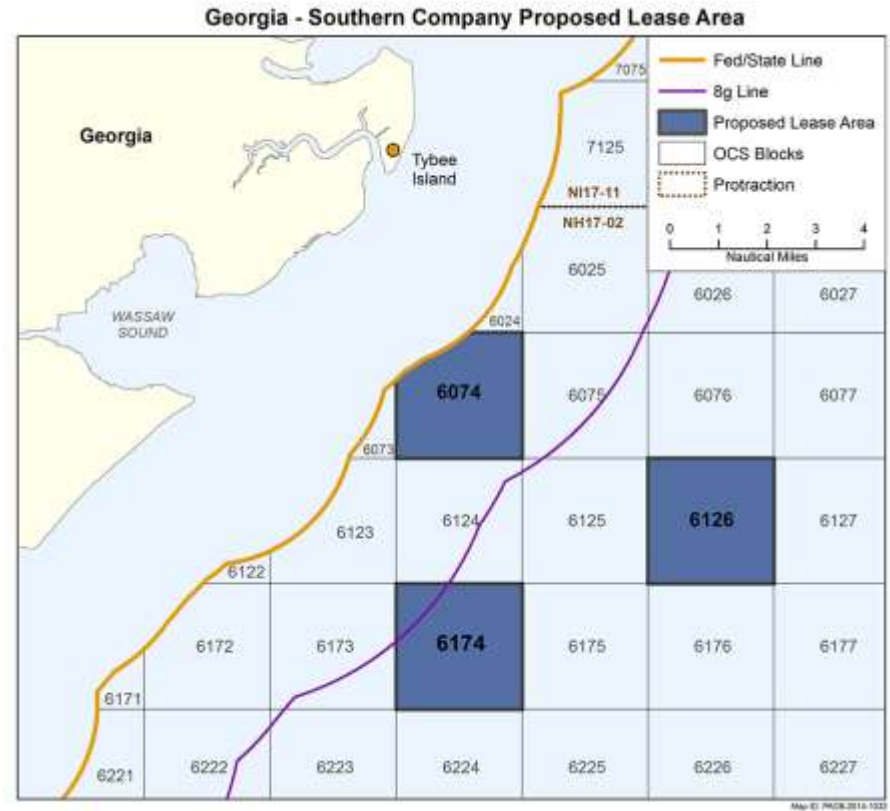 Georgia - Southern Company Proposed Lease Area
Fed/State Line
8g Line
Proposed Lease Area
OCS Blocks
Protraction
0 1 2 3 4
Nautical Miles
Georgia
Tybee
Island
WASSAW
SOUND
7075
7125
NI17-11
NH17-02
6025
6026
6027
6024
6074
6075
6076
6077
6073
6123
6124
6125
6126
6127
6122
6172
6173
6174
6175
6176
6177
6171
6221
6222
6223
6224
6225
6226
6227